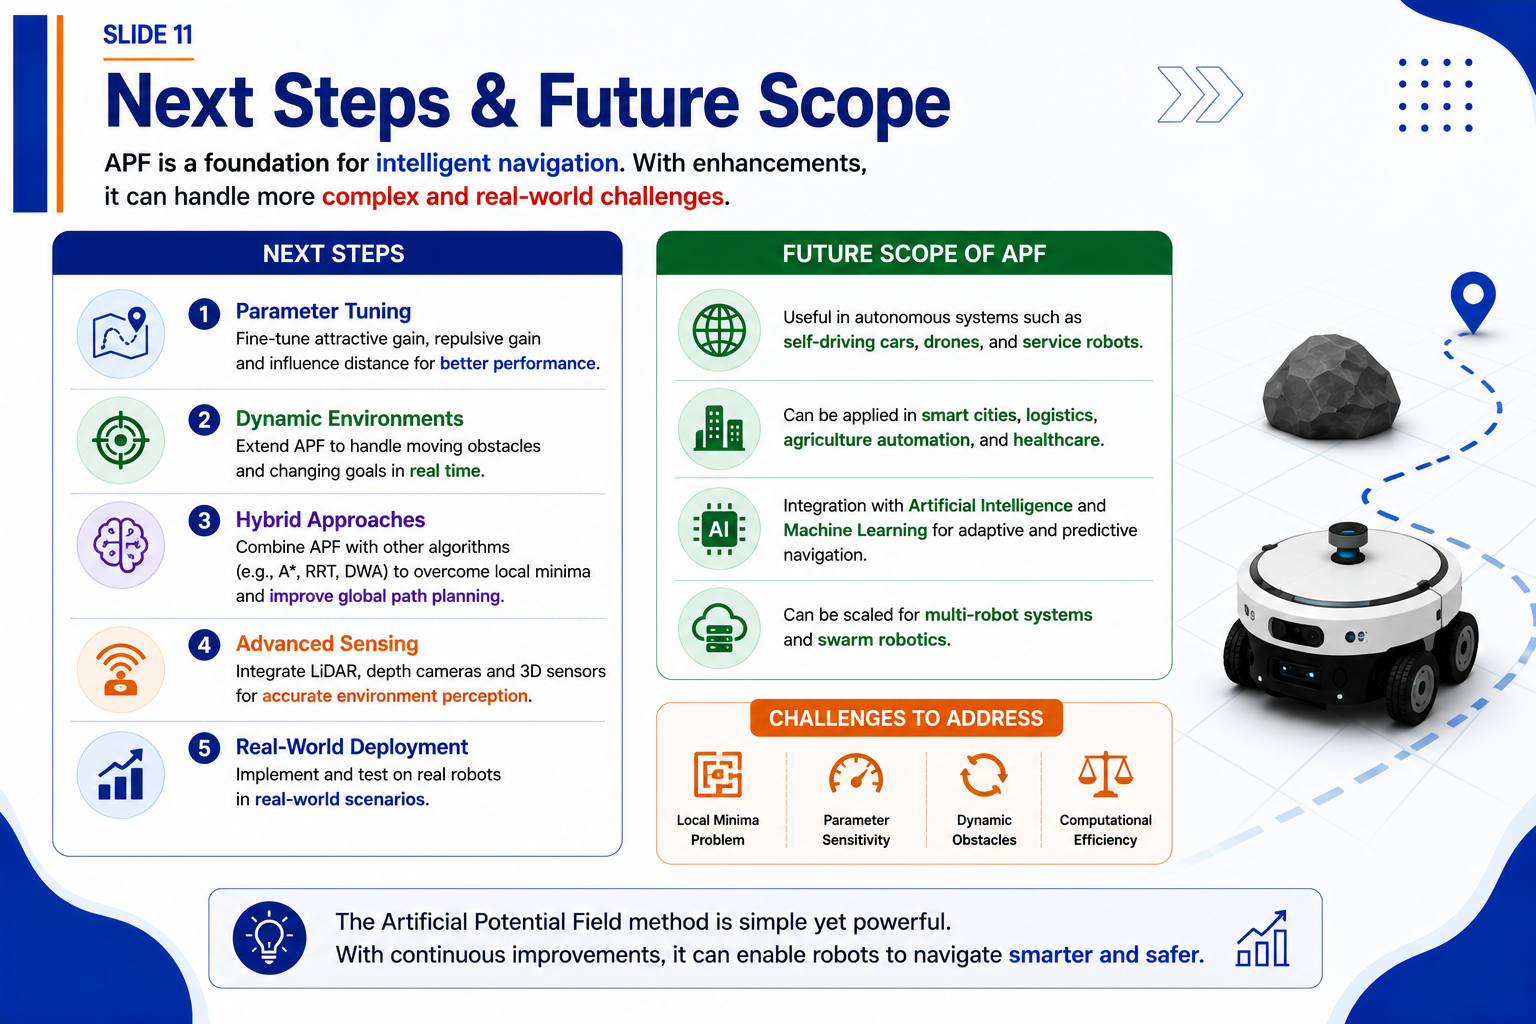 SLIDE 11
Next Steps & Future Scope
APF is a foundation for intelligent navigation. With enhancements,
it can handle more complex and real-world challenges.
NEXT STEPS
1 Parameter Tuning
Fine-tune attractive gain, repulsive gain
and influence distance for better performance.
2 Dynamic Environments
Extend APF to handle moving obstacles
and changing goals in real time.
3 Hybrid Approaches
Combine APF with other algorithms
(e.g., A*, RRT, DWA) to overcome local minima
and improve global path planning.
4 Advanced Sensing
Integrate LiDAR, depth cameras and 3D sensors
for accurate environment perception.
5 Real-World Deployment
Implement and test on real robots
in real-world scenarios.
FUTURE SCOPE OF APF
Useful in autonomous systems such as
self-driving cars, drones, and service robots.
Can be applied in smart cities, logistics,
agriculture automation, and healthcare.
AI
Integration with Artificial Intelligence and
Machine Learning for adaptive and predictive
navigation.
Can be scaled for multi-robot systems
and swarm robotics.
CHALLENGES TO ADDRESS
Local Minima
Problem
Parameter
Sensitivity
Dynamic
Obstacles
Computational
Efficiency
The Artificial Potential Field method is simple yet powerful.
With continuous improvements, it can enable robots to navigate smarter and safer.